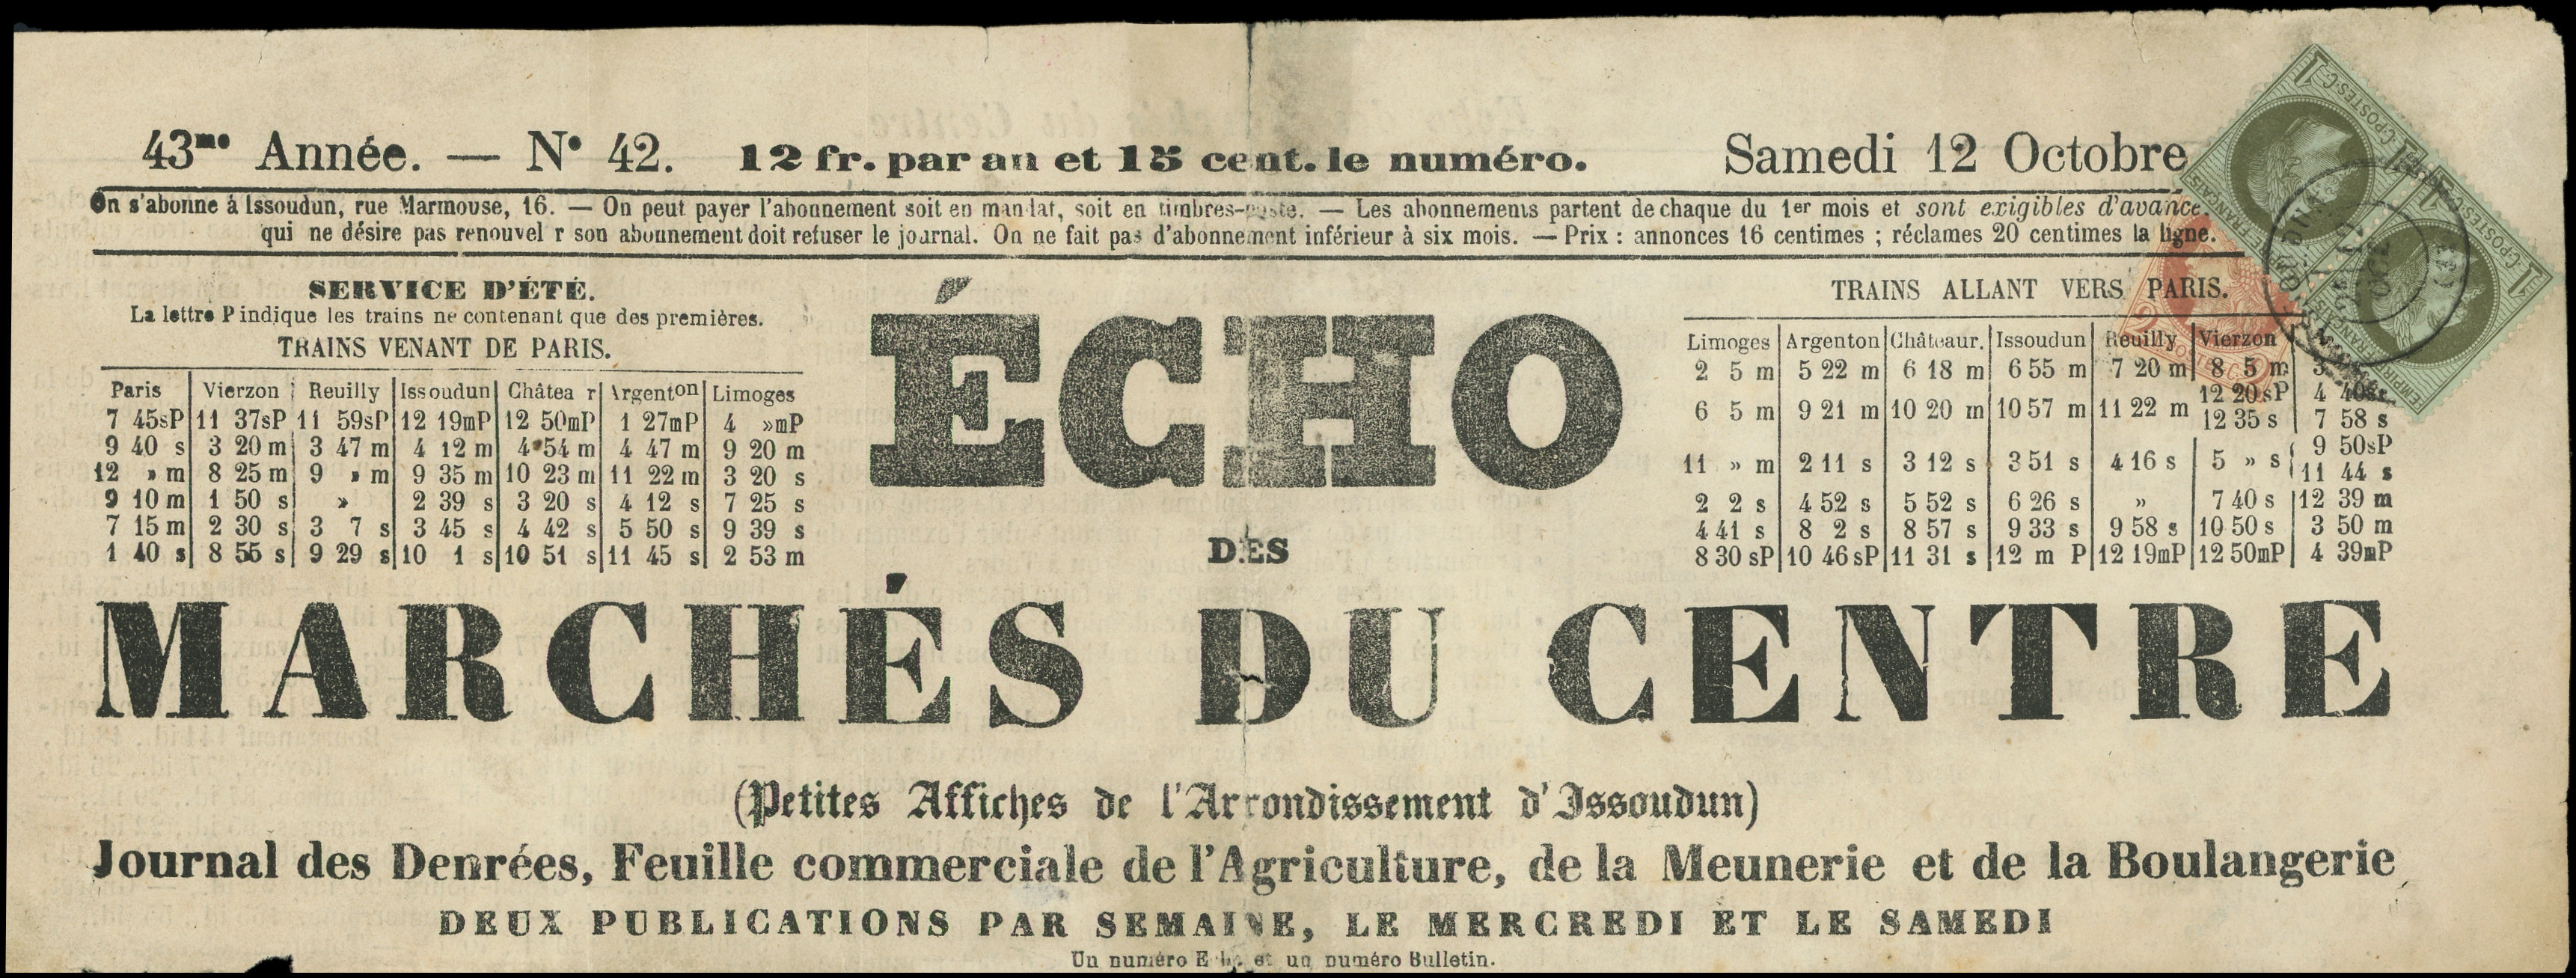 43me Année. — No 42. 12 fr. par an et 15 cent. le numéro. Samedi 12 Octobre
On s'abonne à Issoudun, rue Marmouse, 16. — On peut payer l'abonnement soit en mandat, soit en timbres-poste. — Les abonnements partent de chaque du 1er mois et sont exigibles d'avance
qui ne désire pas renouvel r son abonnement doit refuser le journal. On ne fait pas d'abonnement inférieur à six mois. — Prix : annonces 16 centimes ; réclames 20 centimes la ligne.
SERVICE D'ÉTÉ.
La lettre P indique les trains ne contenant que des premières.
TRAINS VENANT DE PARIS.
Paris Vierzon Reuilly Issoudun Châtea r Argenton Limoges
7 45sP 11 37sP 11 59sP 12 19mP 12 50mP 1 27mP 4 »mP
9 40 s 3 20 m 3 47 m 4 12 m 4 54 m 4 47 m 9 20 m
12 » m 8 25 m 9 » m 9 35 m 10 23 m 11 22 m 3 20 s
9 10 m 1 50 s » 2 39 s 3 20 s 4 12 s 7 25 s
7 15 m 2 30 s 3 7 s 3 45 s 4 42 s 5 50 s 9 39 s
1 40 s 8 55 s 9 29 s 10 1 s 10 51 s 11 45 s 2 53 m
ÉCHO
DES
MARCHÉS DU CENTRE
TRAINS ALLANT VERS PARIS.
Limoges Argenton Châteaur. Issoudun Reuilly Vierzon
2 5 m 5 22 m 6 18 m 6 55 m 7 20 m 8 5 m 3
6 5 m 9 21 m 10 20 m 10 57 m 11 22 m 12 20 sP 4 40s
12 35 s 7 58 s
9 50sP
11 » m 2 11 s 3 12 s 3 51 s 4 16 s 5 » s 11 44 s
2 2 s 4 52 s 5 52 s 6 26 s » 7 40 s 12 39 m
4 41 s 8 2 s 8 57 s 9 33 s 9 58 s 10 50 s 3 50 m
8 30 sP 10 46 sP 11 31 s 12 m P 12 19mP 12 50mP 4 39mP
(Petites Affiches de l'Arrondissement d'Issoudun)
Journal des Denrées, Feuille commerciale de l'Agriculture, de la Meunerie et de la Boulangerie
DEUX PUBLICATIONS PAR SEMAINE, LE MERCREDI ET LE SAMEDI
Un numéro Echo et un numéro Bulletin.
1 C. POSTES. C. 1
EMPIRE FRANÇAIS